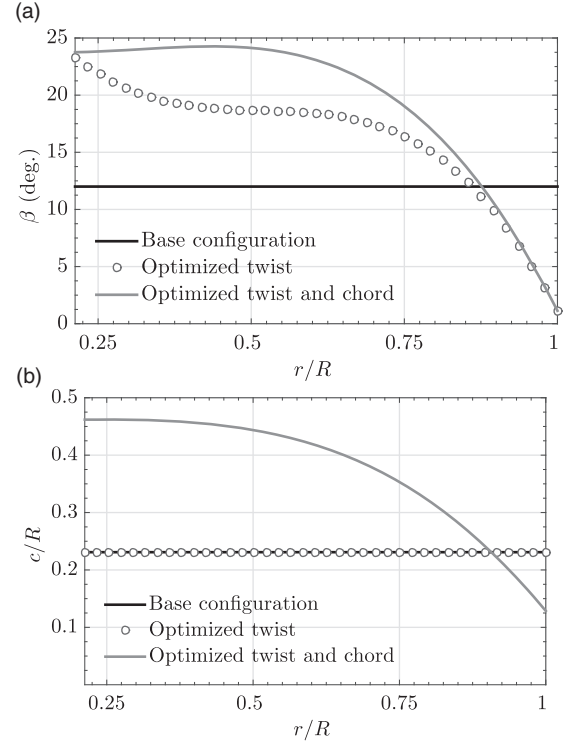 (a)
25
20
15
10
5
0
β (deg.)
Base configuration
Optimized twist
Optimized twist and chord
0.25
0.5
0.75
1
r/R
(b)
0.5
0.4
0.3
0.2
0.1
c/R
Base configuration
Optimized twist
Optimized twist and chord
0.25
0.5
0.75
1
r/R